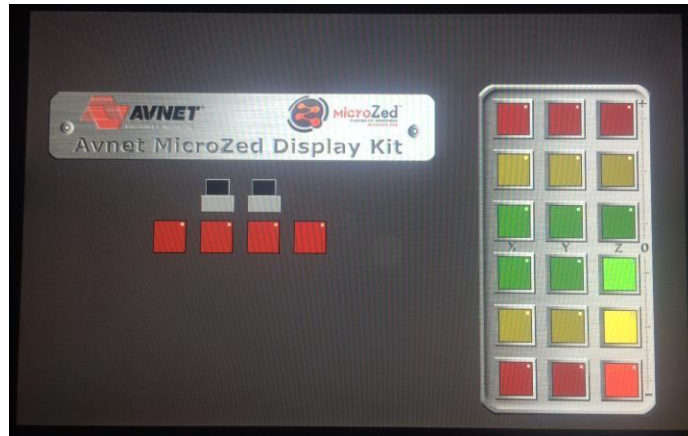 AVNET
MicroZed
Avnet MicroZed Display Kit
+
X Y Z 0
-